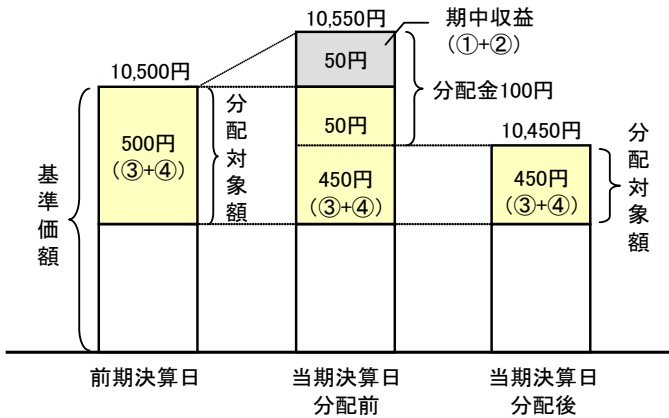 10,550円
期中収益
(①+②)
50円
10,500円
分配金100円
500円
(③+④)
分配対象額
50円
10,450円
450円
(③+④)
450円
(③+④)
分配対象額
基準価額
前期決算日
当期決算日
分配前
当期決算日
分配後